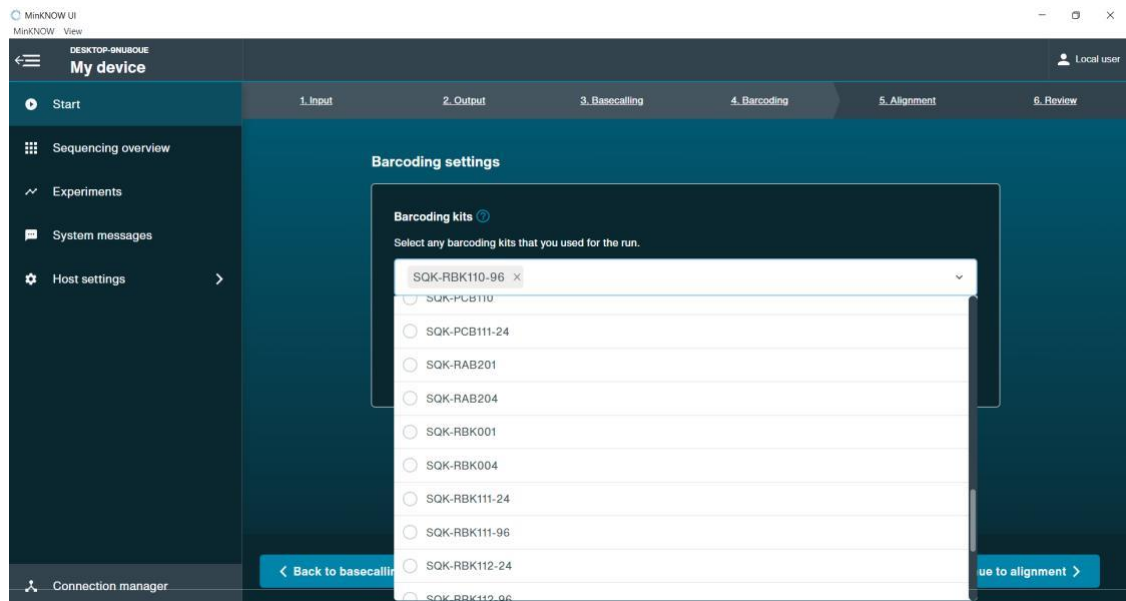 MinKNOW UI
MinKNOW View
DESKTOP-9NU8OUE
My device
Local user
Start
Sequencing overview
Experiments
System messages
Host settings
Connection manager
1. Input
2. Output
3. Basecalling
4. Barcoding
5. Alignment
6. Review
Barcoding settings
Barcoding kits
Select any barcoding kits that you used for the run.
SQK-RBK110-96 ×
SQK-PCB110
SQK-PCB111-24
SQK-RAB201
SQK-RAB204
SQK-RBK001
SQK-RBK004
SQK-RBK111-24
SQK-RBK111-96
SQK-RBK112-24
SQK-RBK112-96
Back to basecallin
ue to alignment